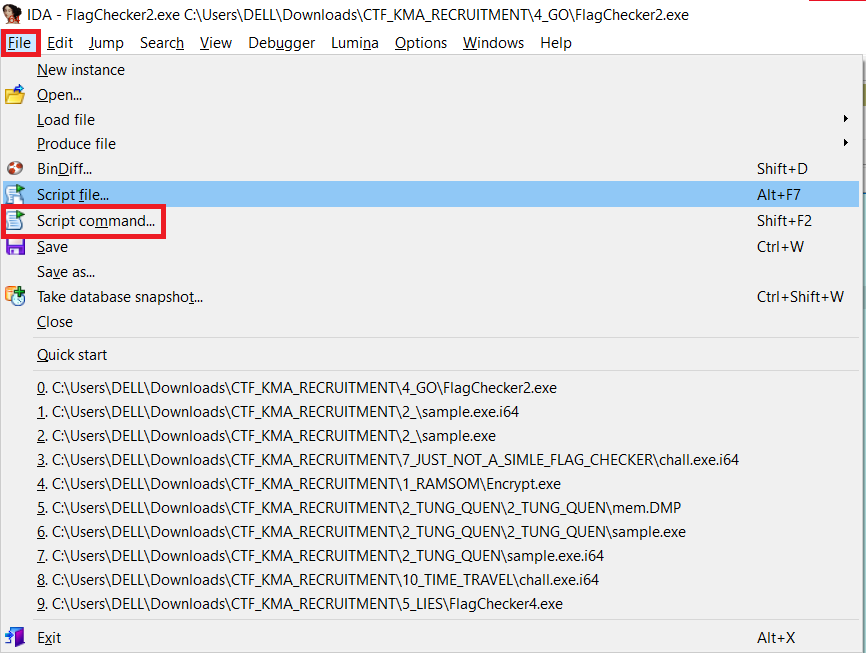 IDA - FlagChecker2.exe C:\Users\DELL\Downloads\CTF_KMA_RECRUITMENT\4_GO\FlagChecker2.exe
File Edit Jump Search View Debugger Lumina Options Windows Help
New instance
Open...
Load file
Produce file
BinDiff... Shift+D
Script file... Alt+F7
Script command... Shift+F2
Save Ctrl+W
Save as...
Take database snapshot... Ctrl+Shift+W
Close
Quick start
0. C:\Users\DELL\Downloads\CTF_KMA_RECRUITMENT\4_GO\FlagChecker2.exe
1. C:\Users\DELL\Downloads\CTF_KMA_RECRUITMENT\2_\sample.exe.i64
2. C:\Users\DELL\Downloads\CTF_KMA_RECRUITMENT\2_\sample.exe
3. C:\Users\DELL\Downloads\CTF_KMA_RECRUITMENT\7_JUST_NOT_A_SIMLE_FLAG_CHECKER\chall.exe.i64
4. C:\Users\DELL\Downloads\CTF_KMA_RECRUITMENT\1_RAMSOM\Encrypt.exe
5. C:\Users\DELL\Downloads\CTF_KMA_RECRUITMENT\2_TUNG_QUEN\2_TUNG_QUEN\mem.DMP
6. C:\Users\DELL\Downloads\CTF_KMA_RECRUITMENT\2_TUNG_QUEN\2_TUNG_QUEN\sample.exe
7. C:\Users\DELL\Downloads\CTF_KMA_RECRUITMENT\2_TUNG_QUEN\sample.exe.i64
8. C:\Users\DELL\Downloads\CTF_KMA_RECRUITMENT\10_TIME_TRAVEL\chall.exe.i64
9. C:\Users\DELL\Downloads\CTF_KMA_RECRUITMENT\5_LIES\FlagChecker4.exe
Exit Alt+X